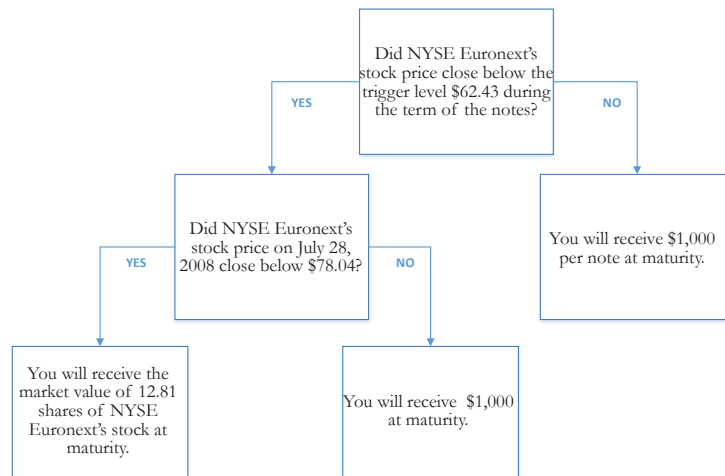 Did NYSE Euronext's
stock price close below the
trigger level $62.43 during
the term of the notes?
YES
NO
Did NYSE Euronext's
stock price on July 28,
2008 close below $78.04?
You will receive $1,000
per note at maturity.
YES
NO
You will receive the
market value of 12.81
shares of NYSE
Euronext's stock at
maturity.
You will receive $1,000
at maturity.